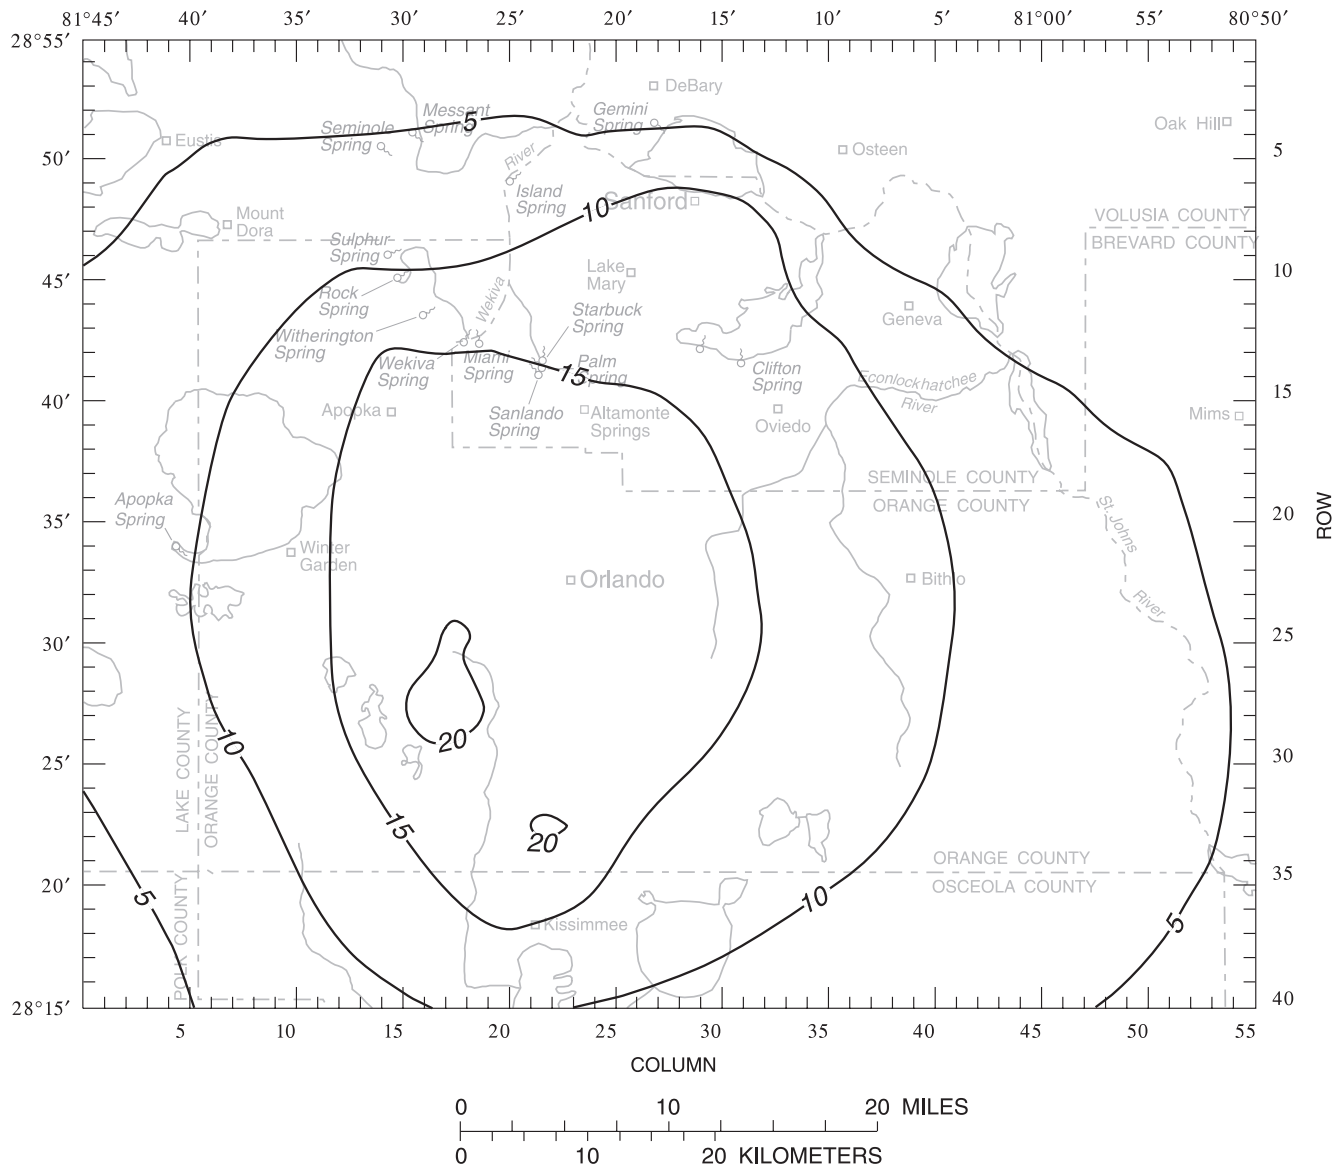 81°45′ 40′ 35′ 30′ 25′ 20′ 15′ 10′ 5′ 81°00′ 55′ 80°50′
28°55′
DeBary
Messant
Spring
5
Gemini
Spring
Oak Hill
Seminole
Spring
Eustis
Osteen
50′
5
River
Island
Spring
10
Sanford
Mount
Dora
VOLUSIA COUNTY
BREVARD COUNTY
Sulphur
Spring
Lake
Mary
45′
10
Rock
Spring
Wekiva
Starbuck
Spring
Geneva
Witherington
Spring
Wekiva
Spring
Miami
Spring
15
Palm
Spring
Clifton
Spring
Econlockhatchee
River
40′
15
Apopka
Sanlando
Spring
Altamonte
Springs
Oviedo
Mims
SEMINOLE COUNTY
ORANGE COUNTY
Apopka
Spring
St. Johns
River
35′
20
ROW
Winter
Garden
Orlando
Bithlo
30′
25
LAKE COUNTY
ORANGE COUNTY
10
20
25′
30
15
20
ORANGE COUNTY
OSCEOLA COUNTY
20′
35
POLK COUNTY
5
10
5
Kissimmee
28°15′
40
5 10 15 20 25 30 35 40 45 50 55
COLUMN
0 10 20 MILES
0 10 20 KILOMETERS